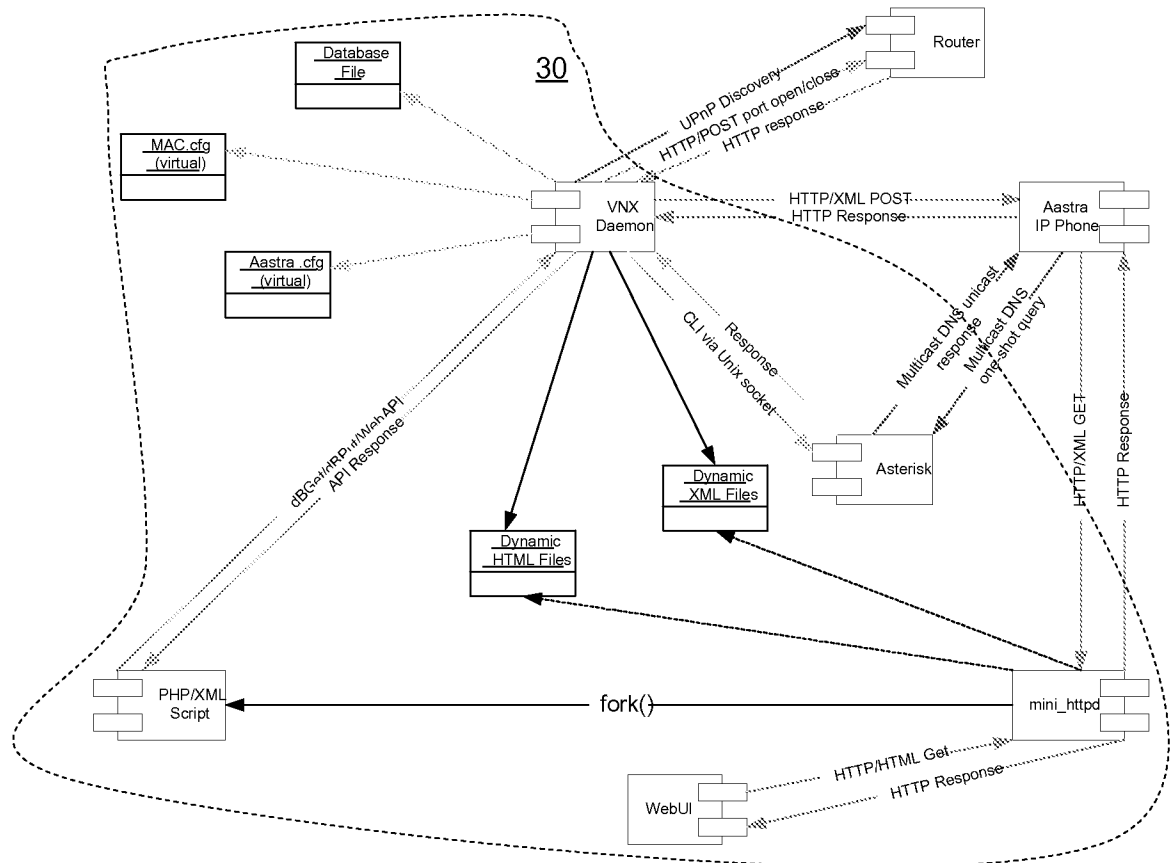 Database
File
30
Router
UPnP Discovery
HTTP/POST port open/close
HTTP response
MAC.cfg
(virtual)
VNX
Daemon
HTTP/XML POST
HTTP Response
Aastra
IP Phone
Aastra .cfg
(virtual)
Response
CLI via Unix socket
Multicast DNS unicast
response
Multicast DNS
one-shot query
HTTP/XML GET
HTTP Response
dBGet/dBPut/WebAPI
API Response
Asterisk
Dynamic
XML Files
Dynamic
HTML Files
PHP/XML
Script
fork()
mini_httpd
HTTP/HTML Get
HTTP Response
WebUI